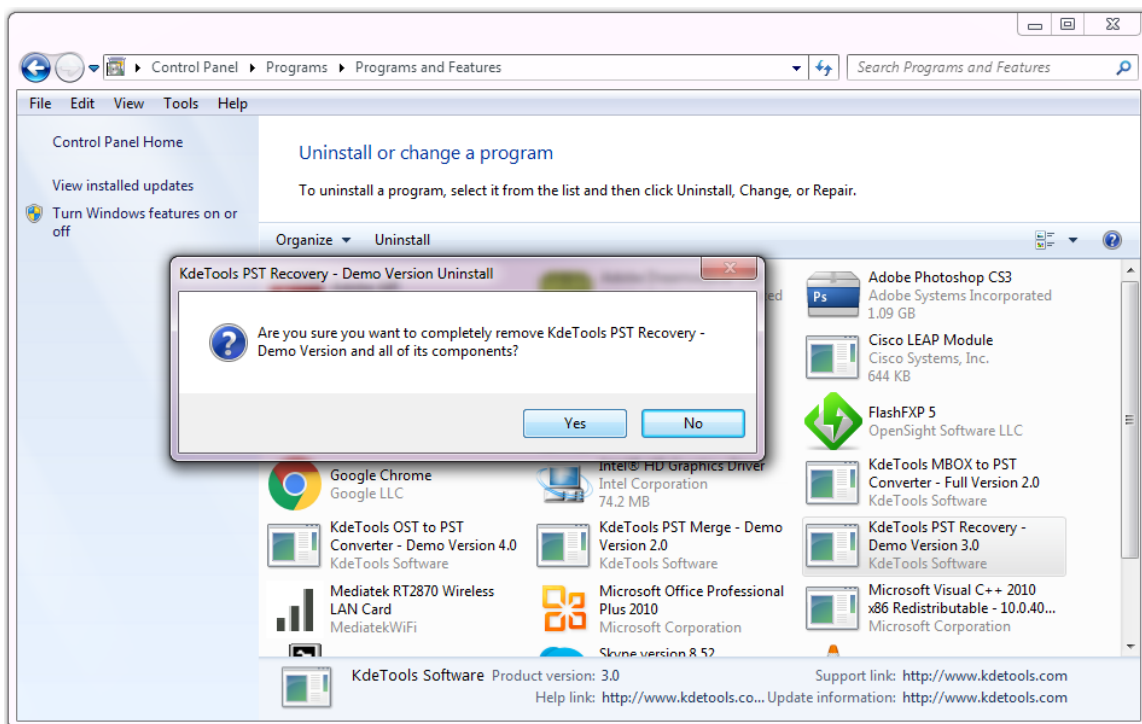 Control Panel
Programs
Programs and Features
Search Programs and Features
File Edit View Tools Help
Control Panel Home
View installed updates
Turn Windows features on or
off
Uninstall or change a program
To uninstall a program, select it from the list and then click Uninstall, Change, or Repair.
Organize Uninstall
KdeTools PST Recovery - Demo Version Uninstall
Are you sure you want to completely remove KdeTools PST Recovery -
Demo Version and all of its components?
Yes
No
Ps
Adobe Photoshop CS3
Adobe Systems Incorporated
1.09 GB
Cisco LEAP Module
Cisco Systems, Inc.
644 KB
FlashFXP 5
OpenSight Software LLC
Google Chrome
Google LLC
Intel® HD Graphics Driver
Intel Corporation
74.2 MB
KdeTools MBOX to PST
Converter - Full Version 2.0
KdeTools Software
KdeTools OST to PST
Converter - Demo Version 4.0
KdeTools Software
KdeTools PST Merge - Demo
Version 2.0
KdeTools Software
KdeTools PST Recovery -
Demo Version 3.0
KdeTools Software
Mediatek RT2870 Wireless
LAN Card
MediatekWiFi
Microsoft Office Professional
Plus 2010
Microsoft Corporation
Microsoft Visual C++ 2010
x86 Redistributable - 10.0.40...
Microsoft Corporation
Skype version 8.52
KdeTools Software Product version: 3.0
Support link: http://www.kdetools.com
Help link: http://www.kdetools.co...
Update information: http://www.kdetools.com